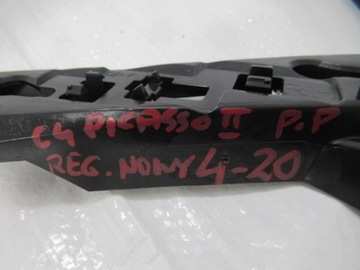 C4 PICASSO II P.P
REG. NOWY 4-20